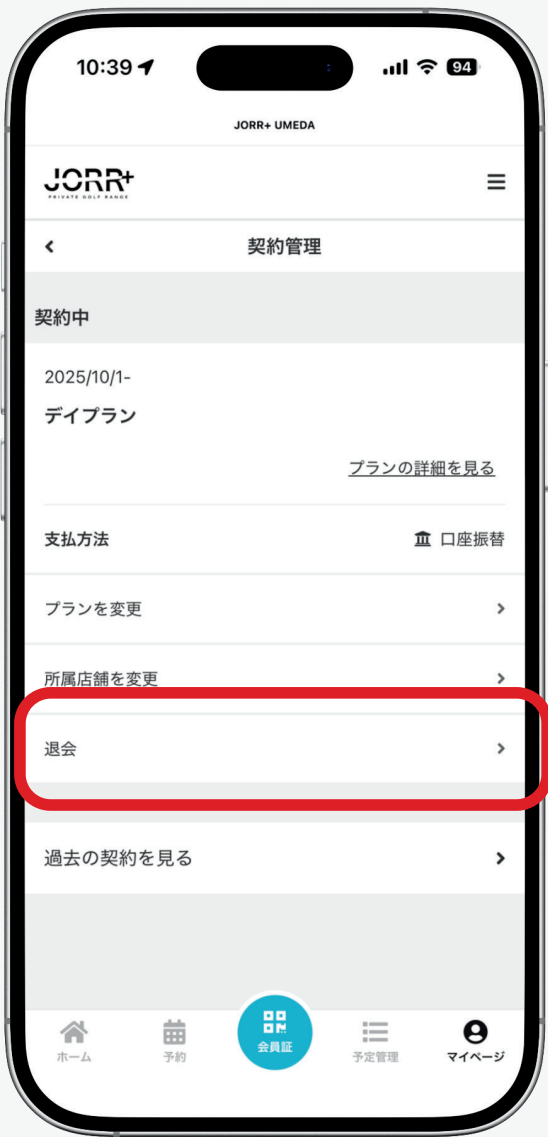 10:39
94
JORR+ UMEDA
JORR+
PRIVATE GOLF RANGE
契約管理
契約中
2025/10/1-
デイプラン
プランの詳細を見る
支払方法 口座振替
プランを変更
所属店舗を変更
退会
過去の契約を見る
ホーム 予約 会員証 予定管理 マイページ